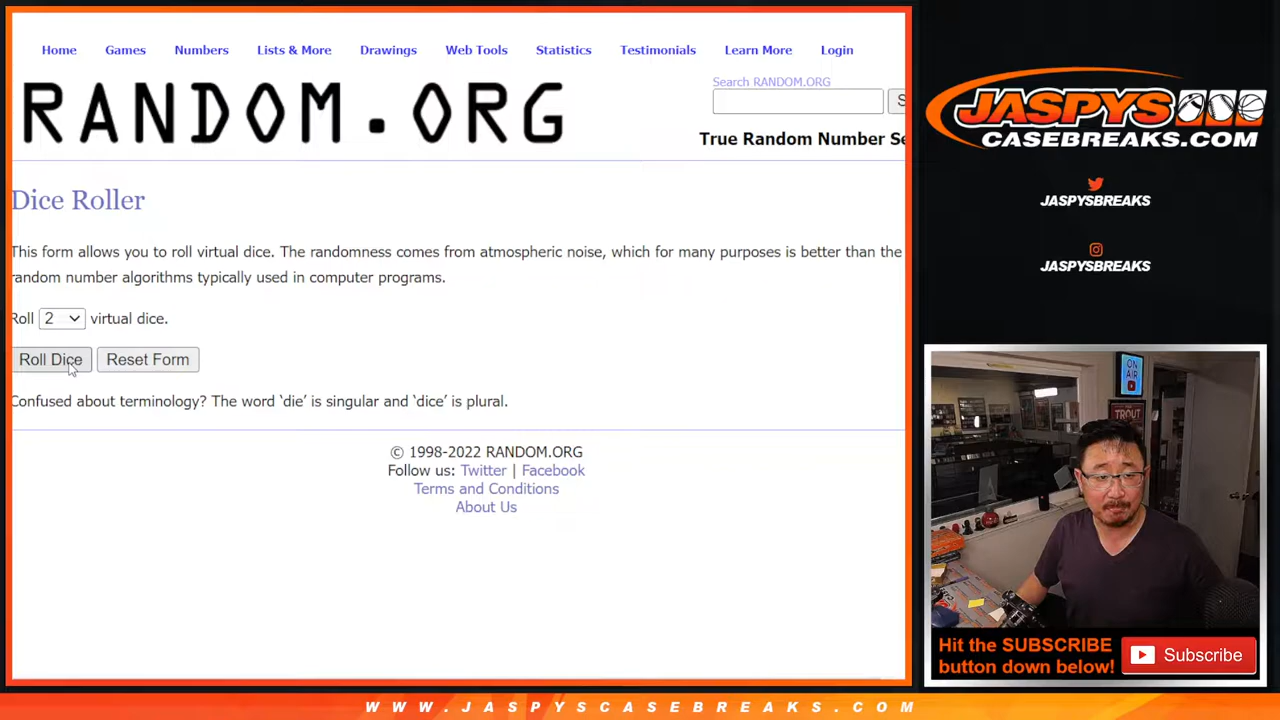 Home Games Numbers Lists & More Drawings Web Tools Statistics Testimonials Learn More Login
RANDOM.ORG
Search RANDOM.ORG
S
True Random Number Se
Dice Roller
This form allows you to roll virtual dice. The randomness comes from atmospheric noise, which for many purposes is better than the
random number algorithms typically used in computer programs.
Roll 2 virtual dice.
Roll Dice Reset Form
Confused about terminology? The word ‘die’ is singular and ‘dice’ is plural.
© 1998-2022 RANDOM.ORG
Follow us: Twitter | Facebook
Terms and Conditions
About Us
JASPYS
CASEBREAKS.COM
JASPYSBREAKS
JASPYSBREAKS
ON
AIR
TROUT
Hit the SUBSCRIBE
button down below!
Subscribe
WWW.JASPYSCASEBREAKS.COM